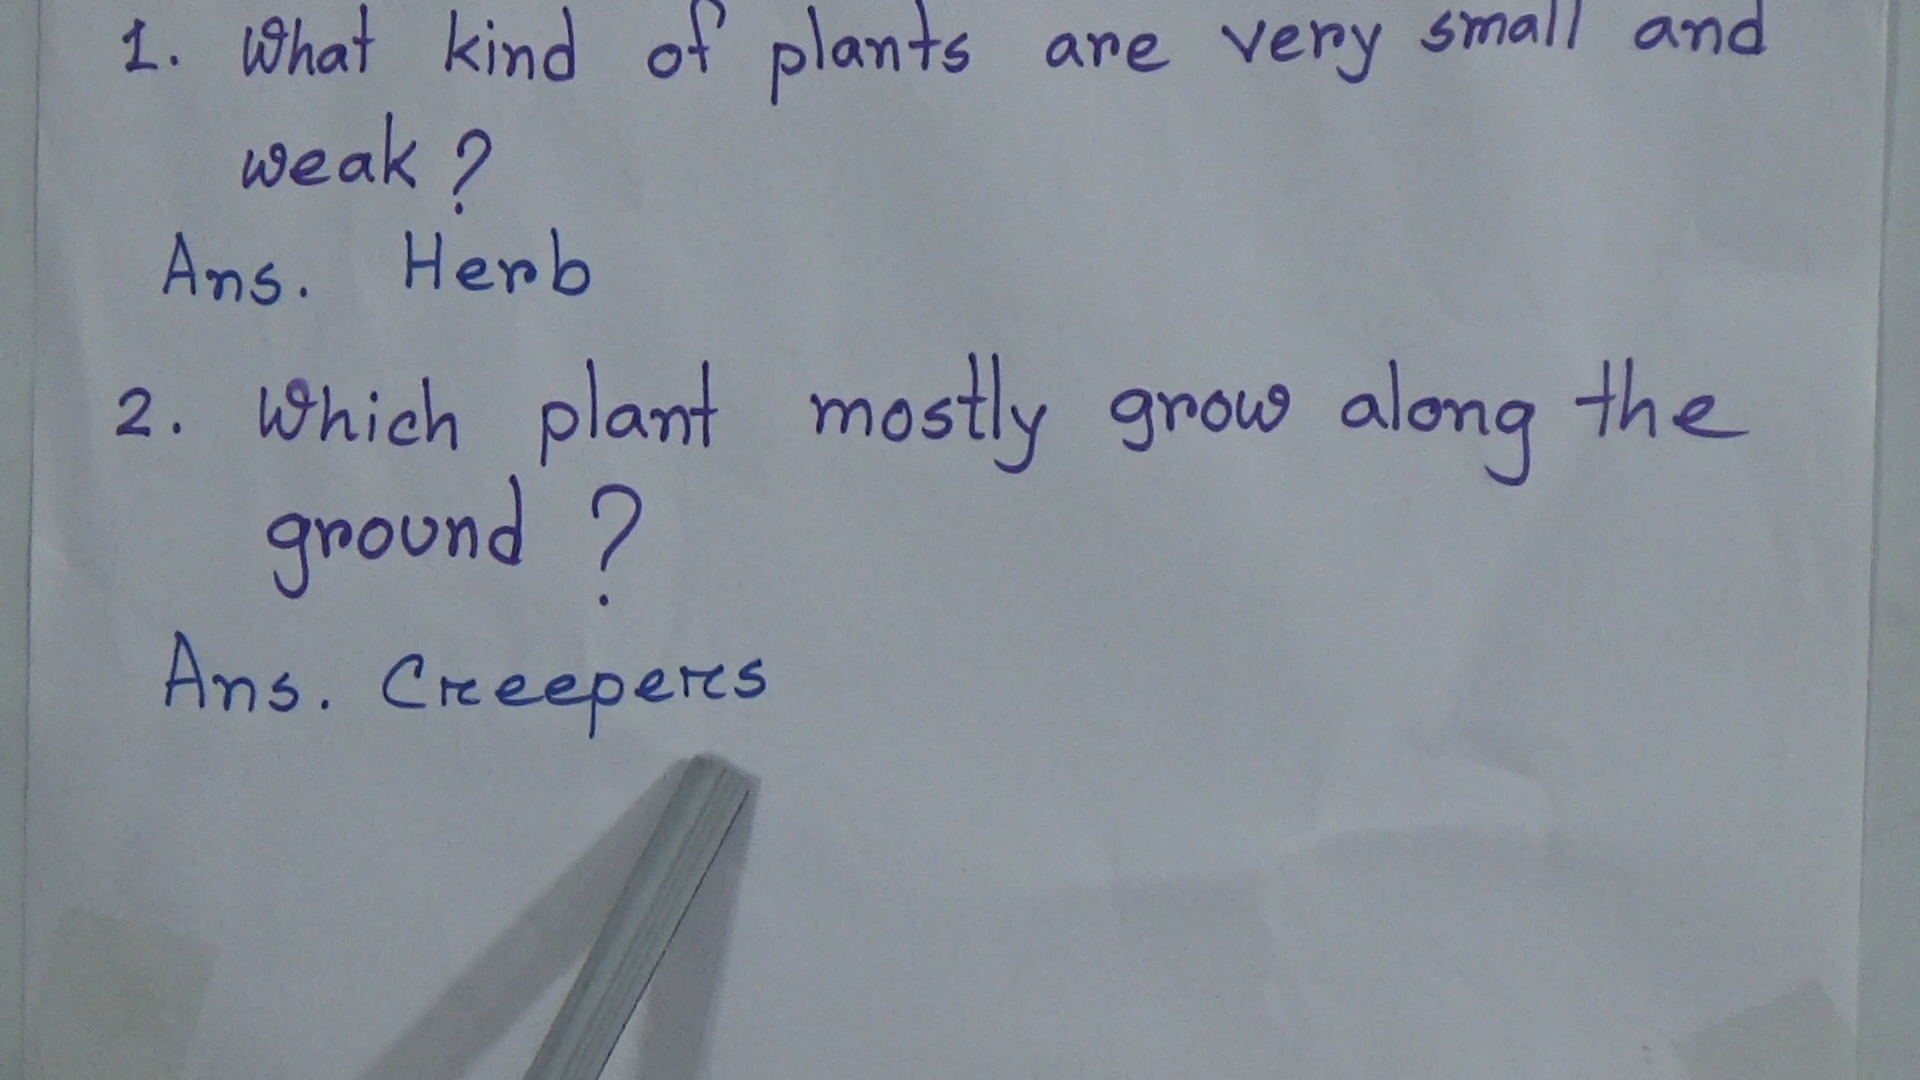 1. What kind of plants are very small and
weak?
Ans. Herb
2. Which plant mostly grow along the
ground?
Ans. Creepers